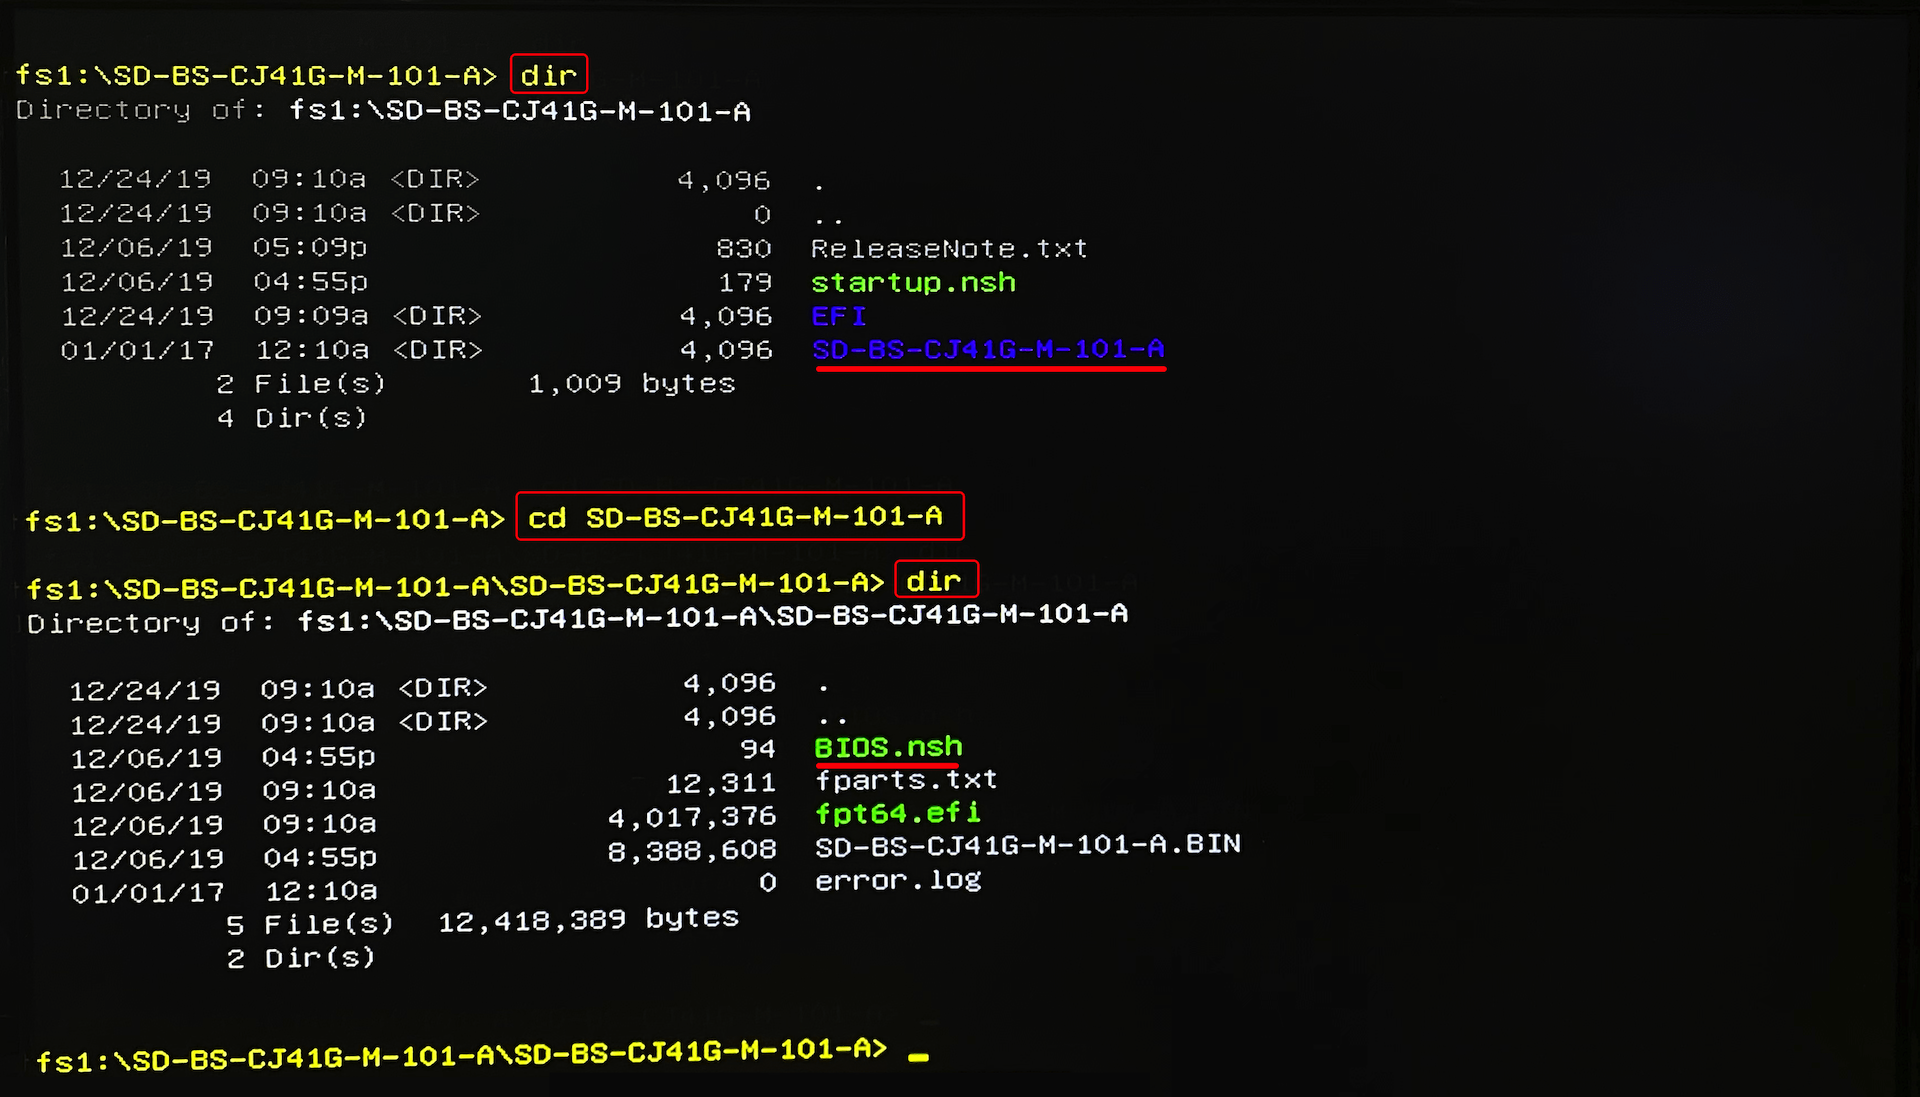 fs1:\SD-BS-CJ41G-M-101-A> dir
Directory of: fs1:\SD-BS-CJ41G-M-101-A
12/24/19 09:10a <DIR> 4,096 .
12/24/19 09:10a <DIR> 0 ..
12/06/19 05:09p 830 ReleaseNote.txt
12/06/19 04:55p 179 startup.nsh
12/24/19 09:09a <DIR> 4,096 EFI
01/01/17 12:10a <DIR> 4,096 SD-BS-CJ41G-M-101-A
2 File(s) 1,009 bytes
4 Dir(s)
fs1:\SD-BS-CJ41G-M-101-A> cd SD-BS-CJ41G-M-101-A
fs1:\SD-BS-CJ41G-M-101-A\SD-BS-CJ41G-M-101-A> dir
Directory of: fs1:\SD-BS-CJ41G-M-101-A\SD-BS-CJ41G-M-101-A
12/24/19 09:10a <DIR> 4,096 .
12/24/19 09:10a <DIR> 4,096 ..
12/06/19 04:55p 94 BIOS.nsh
12/06/19 09:10a 12,311 fparts.txt
12/06/19 09:10a 4,017,376 fpt64.efi
12/06/19 04:55p 8,388,608 SD-BS-CJ41G-M-101-A.BIN
01/01/17 12:10a 0 error.log
5 File(s) 12,418,389 bytes
2 Dir(s)
fs1:\SD-BS-CJ41G-M-101-A\SD-BS-CJ41G-M-101-A> _